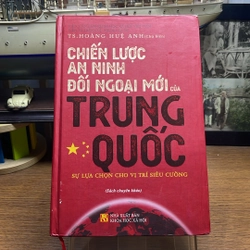 TS. HOÀNG HUỆ ANH (Chủ biên)
CHIẾN LƯỢC
AN NINH
ĐỐI NGOẠI MỚI CỦA
TRUNG
QUỐC
SỰ LỰA CHỌN CHO VỊ TRÍ SIÊU CƯỜNG
(Sách chuyên khảo)
NHÀ XUẤT BẢN
KHOA HỌC XÃ HỘI